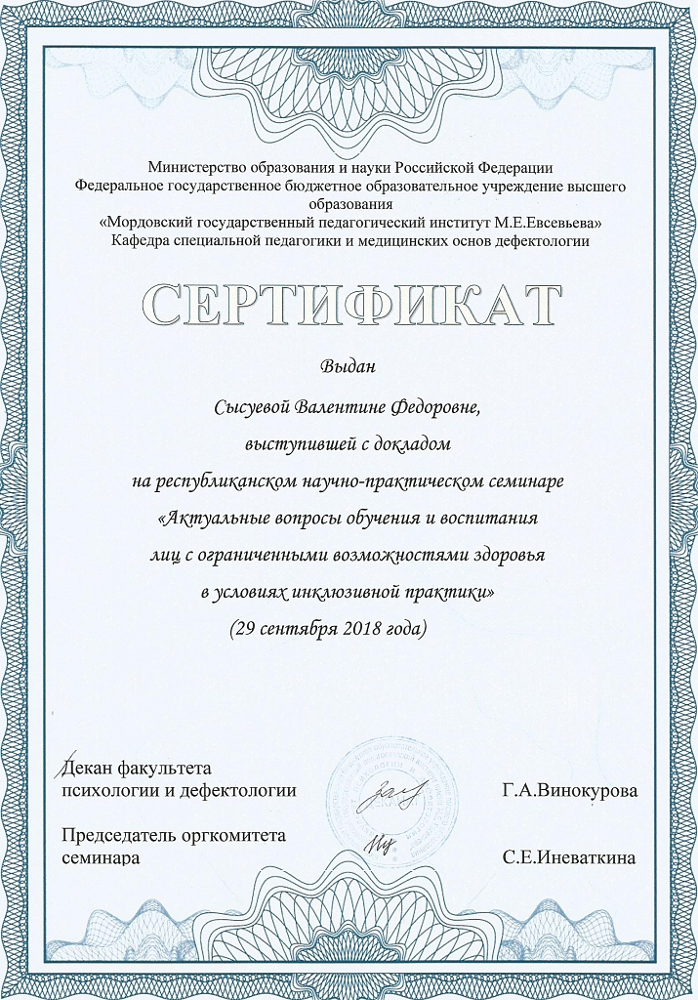 Министерство образования и науки Российской Федерации
Федеральное государственное бюджетное образовательное учреждение высшего
образования
«Мордовский государственный педагогический институт М.Е.Евсевьева»
Кафедра специальной педагогики и медицинских основ дефектологии
СЕРТИФИКАТ
Выдан
Сысуевой Валентине Федоровне,
выступившей с докладом
на республиканском научно-практическом семинаре
«Актуальные вопросы обучения и воспитания
лиц с ограниченными возможностями здоровья
в условиях инклюзивной практики»
(29 сентября 2018 года)
Декан факультета
психологии и дефектологии
Г.А.Винокурова
Председатель оргкомитета
семинара
С.Е.Иневаткина